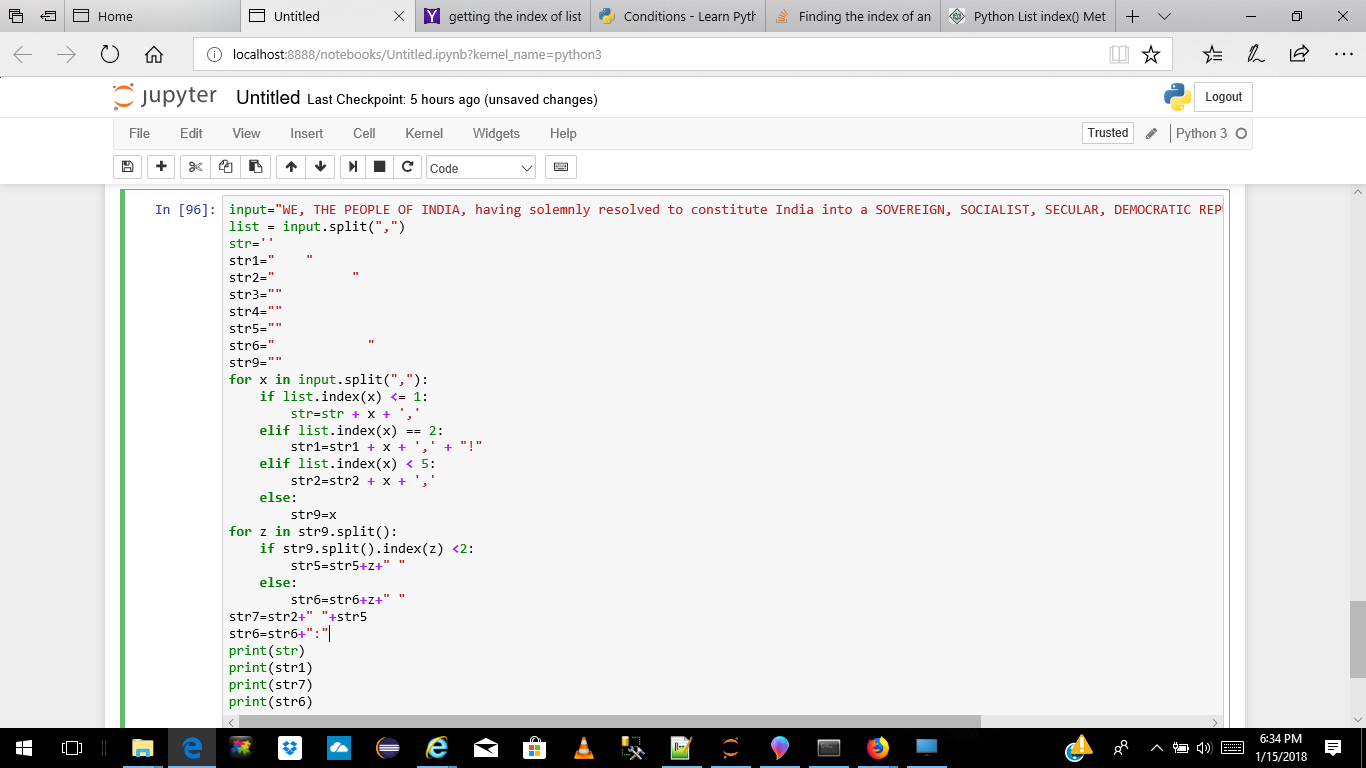 Home
Untitled
getting the index of list
Conditions - Learn Pyth
Finding the index of an
Python List index() Met
localhost:8888/notebooks/Untitled.ipynb?kernel_name=python3
jupyter Untitled Last Checkpoint: 5 hours ago (unsaved changes)
Logout
File Edit View Insert Cell Kernel Widgets Help
Trusted
Python 3
Code
In [96]:
input="WE, THE PEOPLE OF INDIA, having solemnly resolved to constitute India into a SOVEREIGN, SOCIALIST, SECULAR, DEMOCRATIC REPU
list = input.split(",")
str=''
str1="    "
str2="          "
str3=""
str4=""
str5=""
str6="            "
str9=""
for x in input.split(","):
    if list.index(x) <= 1:
        str=str + x + ','
    elif list.index(x) == 2:
        str1=str1 + x + ',' + "!"
    elif list.index(x) < 5:
        str2=str2 + x + ','
    else:
        str9=x
for z in str9.split():
    if str9.split().index(z) <2:
        str5=str5+z+" "
    else:
        str6=str6+z+" "
str7=str2+" "+str5
str6=str6+":"
print(str)
print(str1)
print(str7)
print(str6)
6:34 PM
1/15/2018